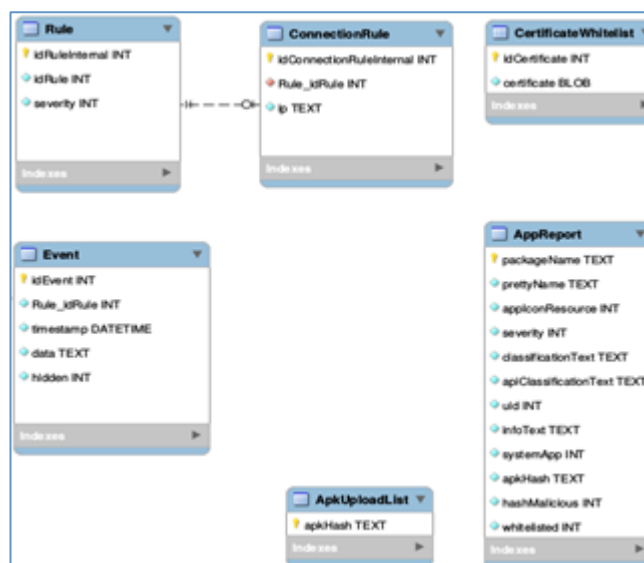 Rule
idRuleInternal INT
idRule INT
severity INT
Indexes
ConnectionRule
idConnectionRuleInternal INT
Rule_idRule INT
ip TEXT
Indexes
CertificateWhitelist
idCertificate INT
certificate BLOB
Indexes
Event
idEvent INT
Rule_idRule INT
timestamp DATETIME
data TEXT
hidden INT
Indexes
AppReport
packageName TEXT
prettyName TEXT
appIconResource INT
severity INT
classificationText TEXT
apiClassificationText TEXT
uid INT
infoText TEXT
systemApp INT
apkHash TEXT
hashMalicious INT
whitelisted INT
Indexes
ApkUploadList
apkHash TEXT
Indexes